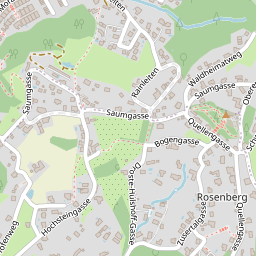 Rainleiten
Waldheimatweg
Saumgasse
Saumgasse
Saumgasse
Quellengasse
Bogengasse
Droste-Hülshoff-Gasse
Hochsteingasse
Rosenberg
Zusertalgasse
Quellengasse